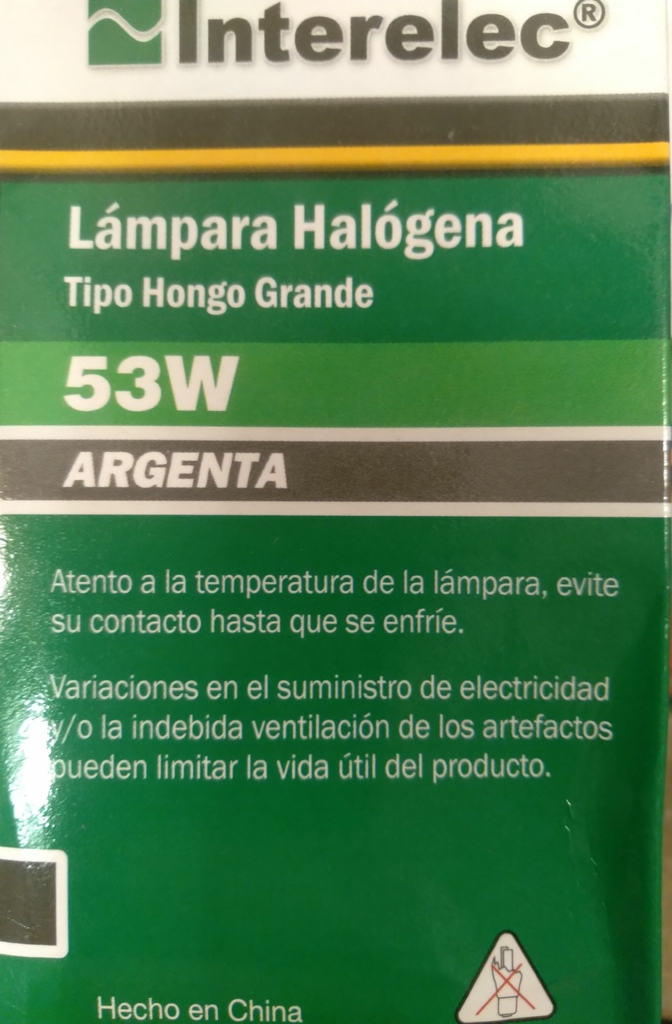 Interelec®
Lámpara Halógena
Tipo Hongo Grande
53W
ARGENTA
Atento a la temperatura de la lámpara, evite
su contacto hasta que se enfríe.
Variaciones en el suministro de electricidad
y/o la indebida ventilación de los artefactos
pueden limitar la vida útil del producto.
Hecho en China